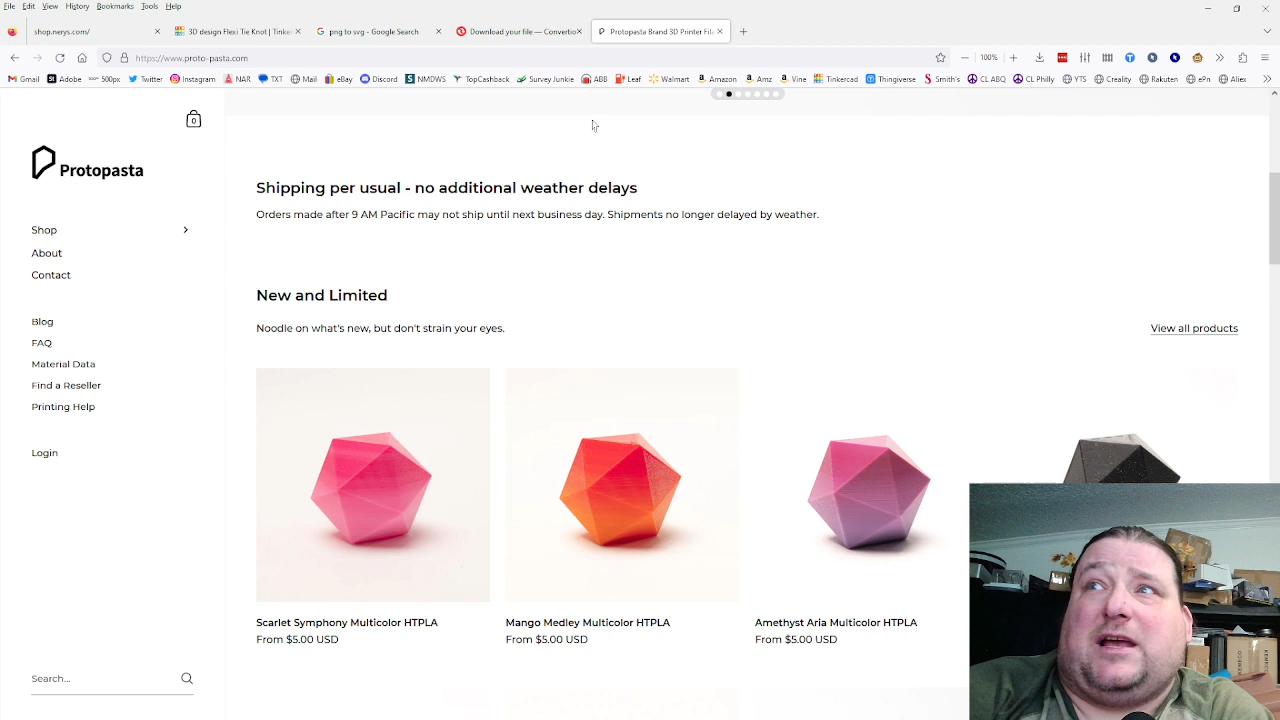 File Edit View History Bookmarks Tools Help
shop.nerys.com/
3D design Flexi Tie Knot | Tinke
png to svg - Google Search
Download your file — Convertio
Protopasta Brand 3D Printer Fila
https://www.proto-pasta.com
100%
Gmail Adobe 500px Twitter Instagram NAR TXT Mail eBay Discord NMDWS TopCashback Survey Junkie ABB Leaf Walmart Amazon Amz Vine Tinkercad Thingiverse Smith's CL ABQ CL Philly YTS Creality Rakuten ePn Aliex
0
Protopasta
Shop
About
Contact
Blog
FAQ
Material Data
Find a Reseller
Printing Help
Login
Search...
Shipping per usual - no additional weather delays
Orders made after 9 AM Pacific may not ship until next business day. Shipments no longer delayed by weather.
New and Limited
Noodle on what's new, but don't strain your eyes.
View all products
Scarlet Symphony Multicolor HTPLA
From $5.00 USD
Mango Medley Multicolor HTPLA
From $5.00 USD
Amethyst Aria Multicolor HTPLA
From $5.00 USD